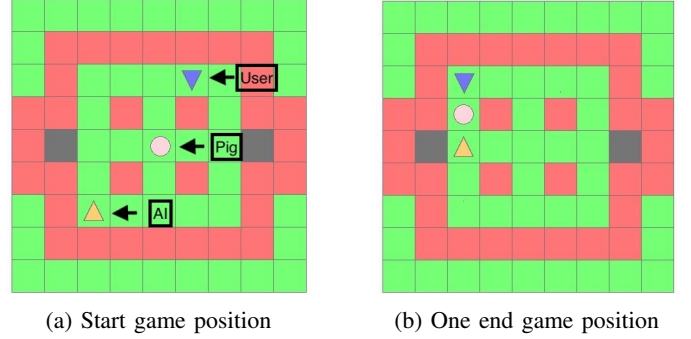 User
Pig
AI
(a) Start game position
(b) One end game position